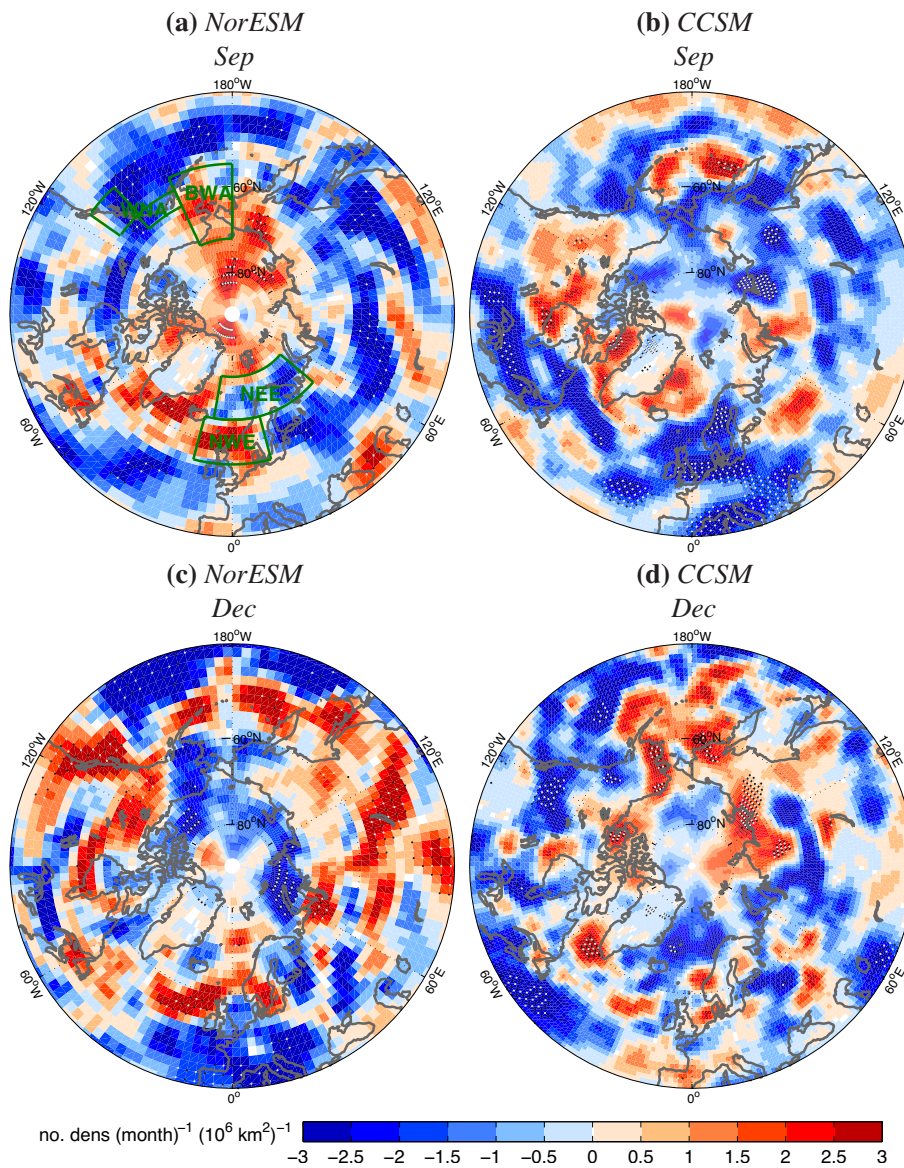 (a) NorESM
Sep
(b) CCSM
Sep
180°W
120°W
120°E
60°W
60°E
0°
60°N
80°N
BWA
NEE
NWE
180°W
120°W
120°E
60°W
60°E
0°
60°N
80°N
(c) NorESM
Dec
(d) CCSM
Dec
180°W
120°W
120°E
60°W
60°E
0°
60°N
80°N
180°W
120°W
120°E
60°W
60°E
0°
60°N
80°N
no. dens (month)⁻¹ (10⁶ km²)⁻¹
−3 −2.5 −2 −1.5 −1 −0.5 0 0.5 1 1.5 2 2.5 3